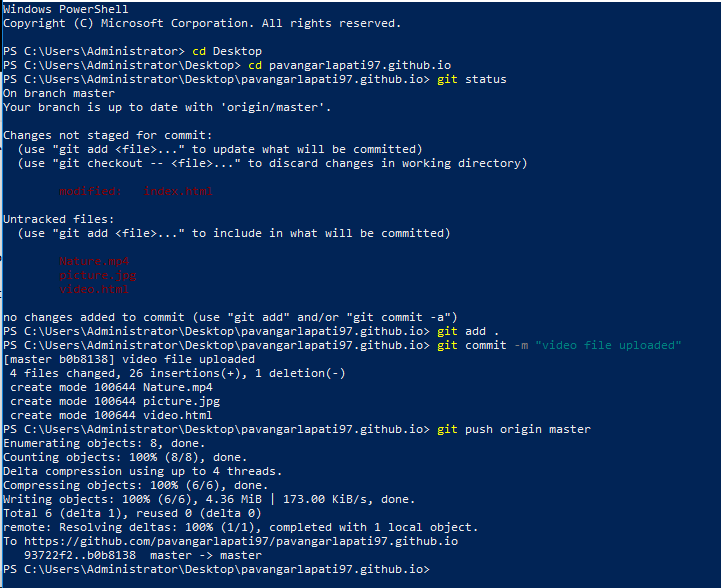 Windows PowerShell
Copyright (C) Microsoft Corporation. All rights reserved.
PS C:\Users\Administrator> cd Desktop
PS C:\Users\Administrator\Desktop> cd pavangarlapati97.github.io
PS C:\Users\Administrator\Desktop\pavangarlapati97.github.io> git status
On branch master
Your branch is up to date with 'origin/master'.
Changes not staged for commit:
  (use "git add <file>..." to update what will be committed)
  (use "git checkout -- <file>..." to discard changes in working directory)
        modified:   index.html
Untracked files:
  (use "git add <file>..." to include in what will be committed)
        Nature.mp4
        picture.jpg
        video.html
no changes added to commit (use "git add" and/or "git commit -a")
PS C:\Users\Administrator\Desktop\pavangarlapati97.github.io> git add .
PS C:\Users\Administrator\Desktop\pavangarlapati97.github.io> git commit -m "video file uploaded"
[master b0b8138] video file uploaded
 4 files changed, 26 insertions(+), 1 deletion(-)
 create mode 100644 Nature.mp4
 create mode 100644 picture.jpg
 create mode 100644 video.html
PS C:\Users\Administrator\Desktop\pavangarlapati97.github.io> git push origin master
Enumerating objects: 8, done.
Counting objects: 100% (8/8), done.
Delta compression using up to 4 threads.
Compressing objects: 100% (6/6), done.
Writing objects: 100% (6/6), 4.36 MiB | 173.00 KiB/s, done.
Total 6 (delta 1), reused 0 (delta 0)
remote: Resolving deltas: 100% (1/1), completed with 1 local object.
To https://github.com/pavangarlapati97/pavangarlapati97.github.io
   93722f2..b0b8138  master -> master
PS C:\Users\Administrator\Desktop\pavangarlapati97.github.io>